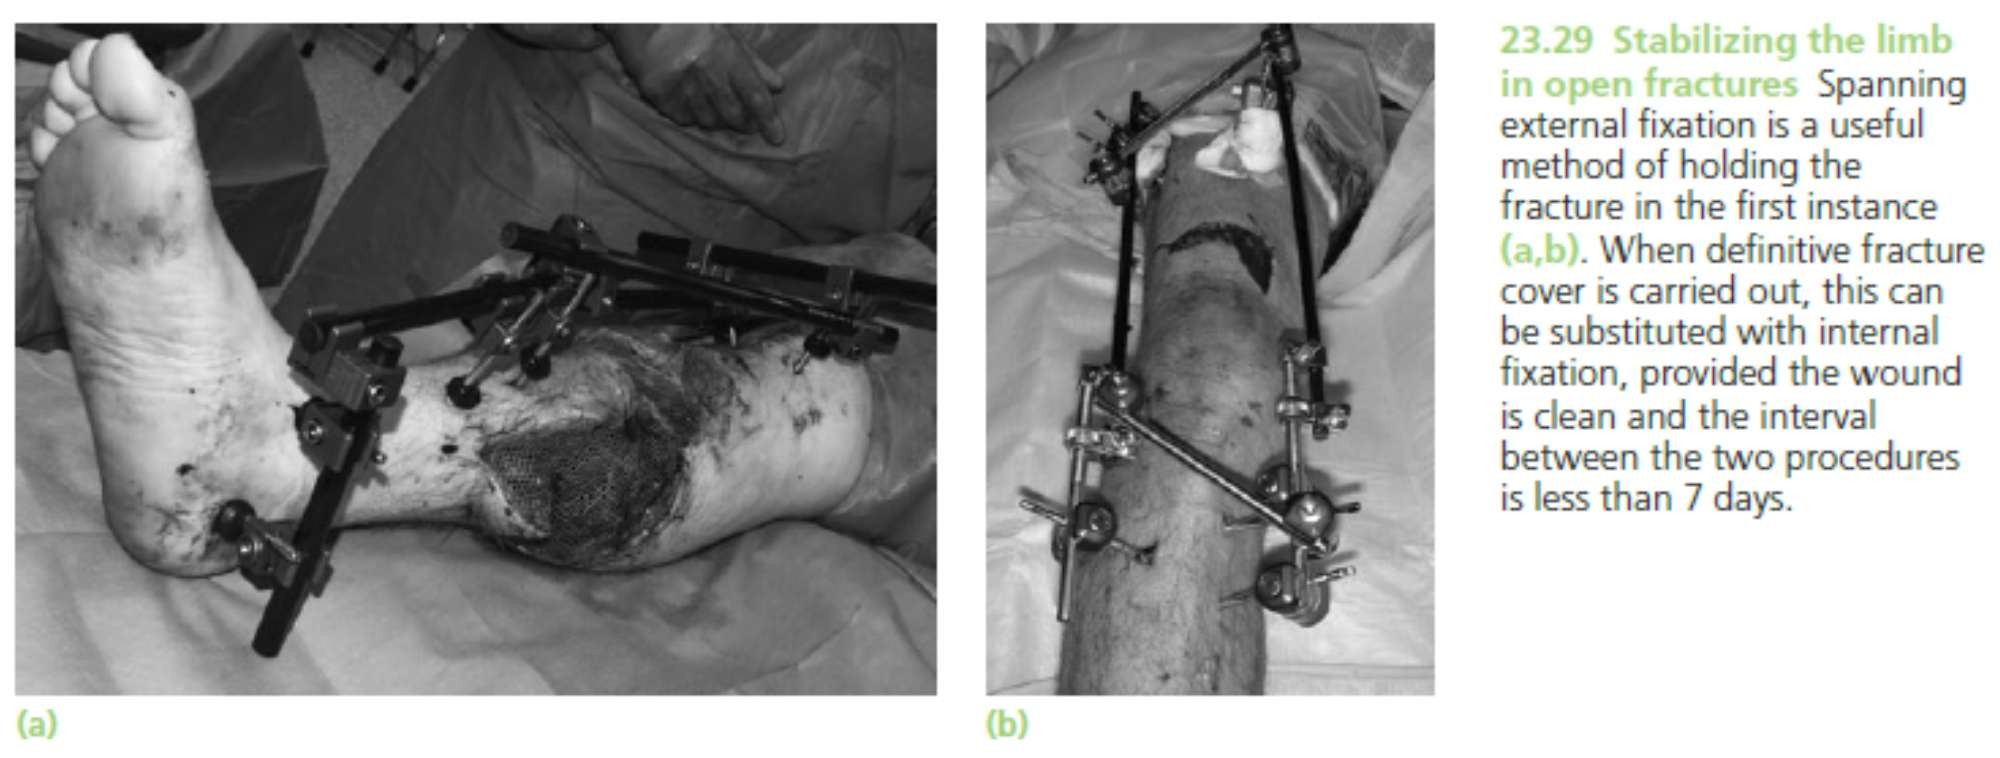 23.29 Stabilizing the limb
in open fractures Spanning
external fixation is a useful
method of holding the
fracture in the first instance
(a,b). When definitive fracture
cover is carried out, this can
be substituted with internal
fixation, provided the wound
is clean and the interval
between the two procedures
is less than 7 days.
(a)
(b)